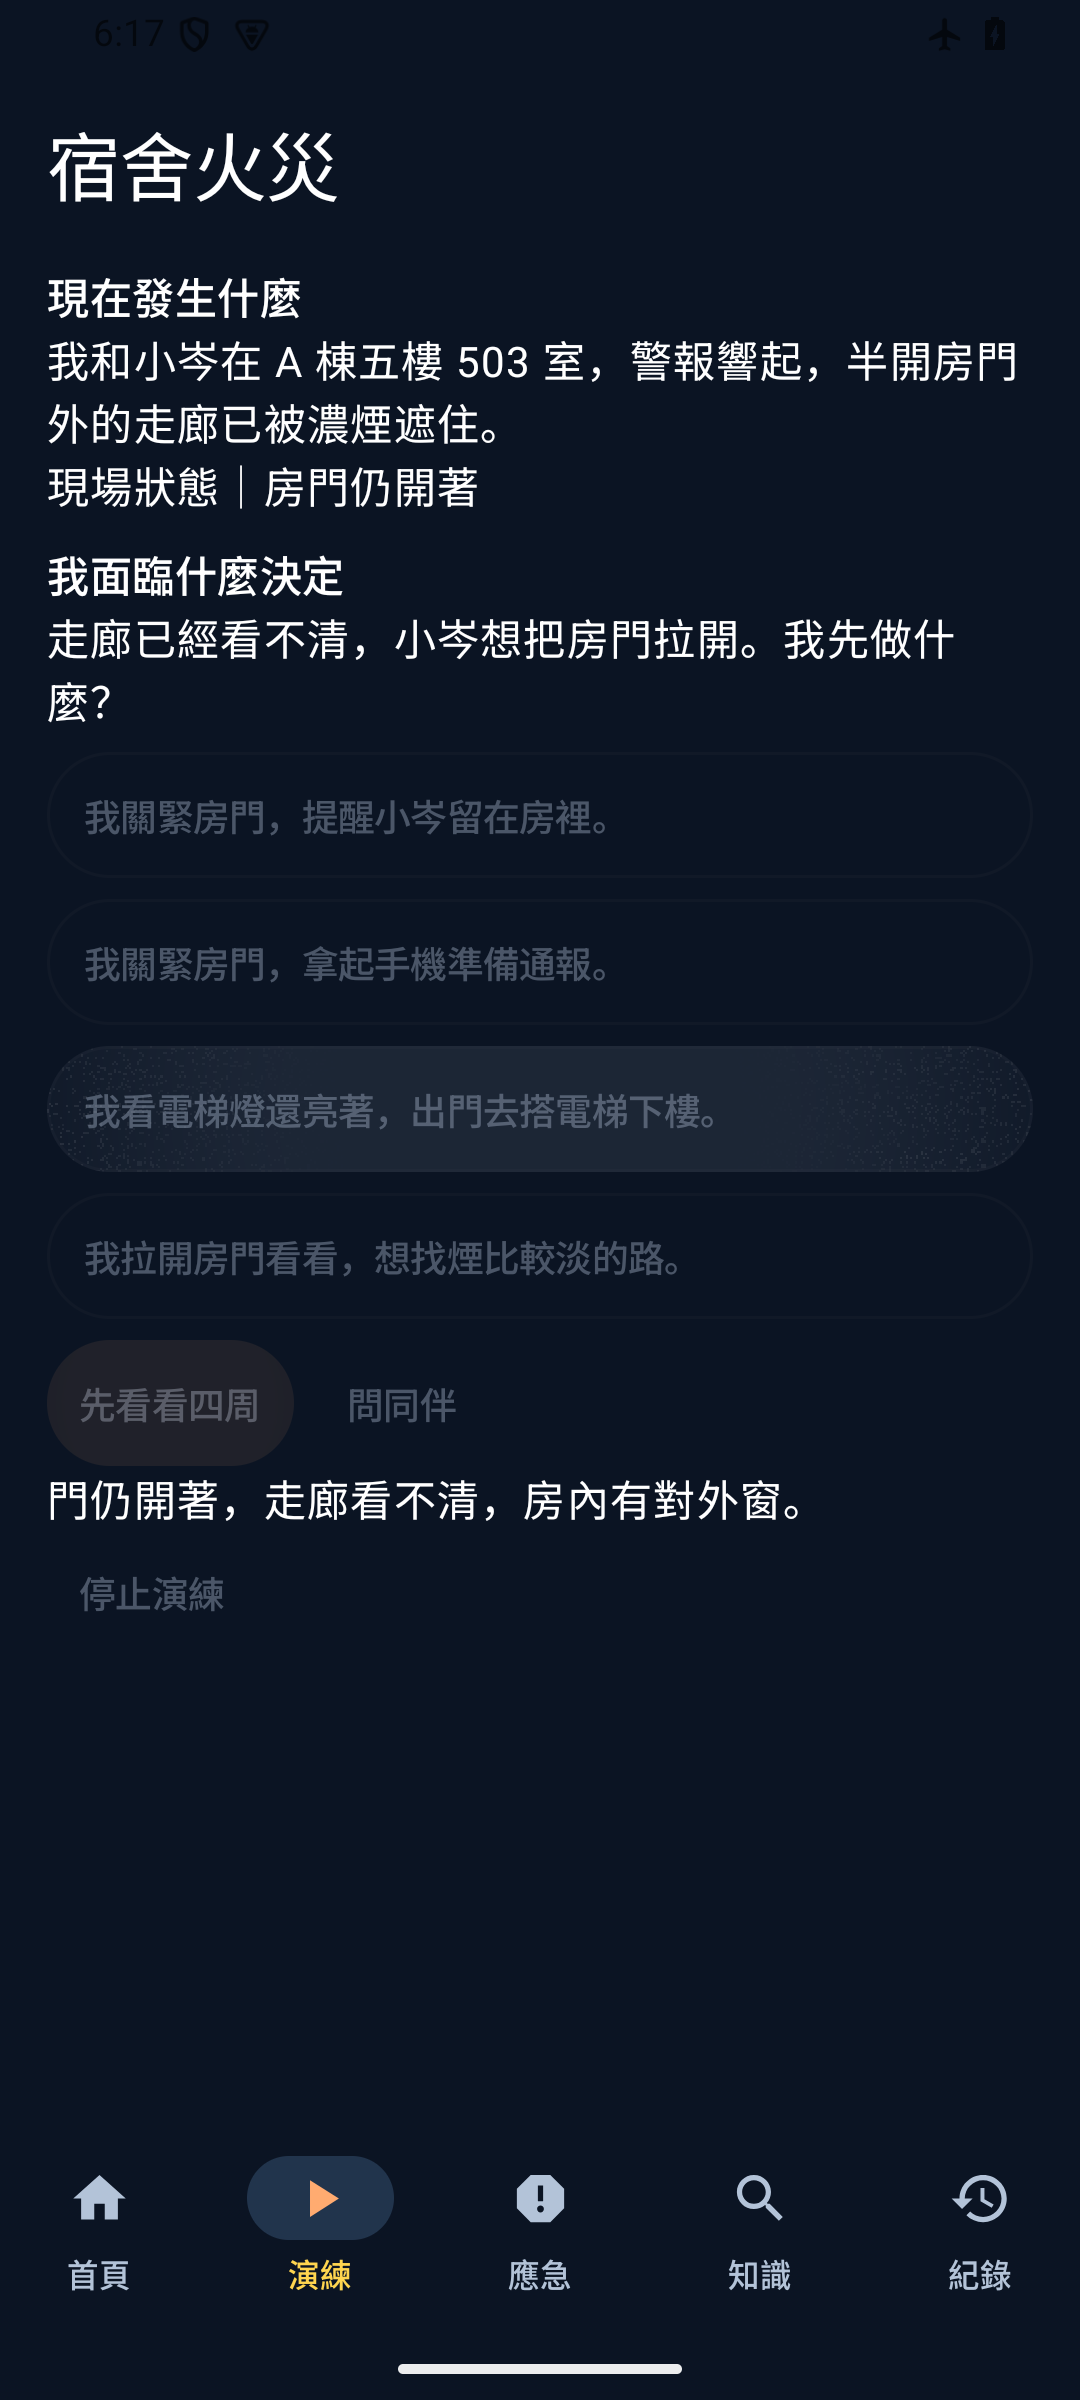 6:17
宿舍火災
現在發生什麼
我和小岑在 A 棟五樓 503 室，警報響起，半開房門
外的走廊已被濃煙遮住。
現場狀態｜房門仍開著
我面臨什麼決定
走廊已經看不清，小岑想把房門拉開。我先做什
麼？
我關緊房門，提醒小岑留在房裡。
我關緊房門，拿起手機準備通報。
我看電梯燈還亮著，出門去搭電梯下樓。
我拉開房門看看，想找煙比較淡的路。
先看看四周 問同伴
門仍開著，走廊看不清，房內有對外窗。
停止演練
首頁 演練 應急 知識 紀錄